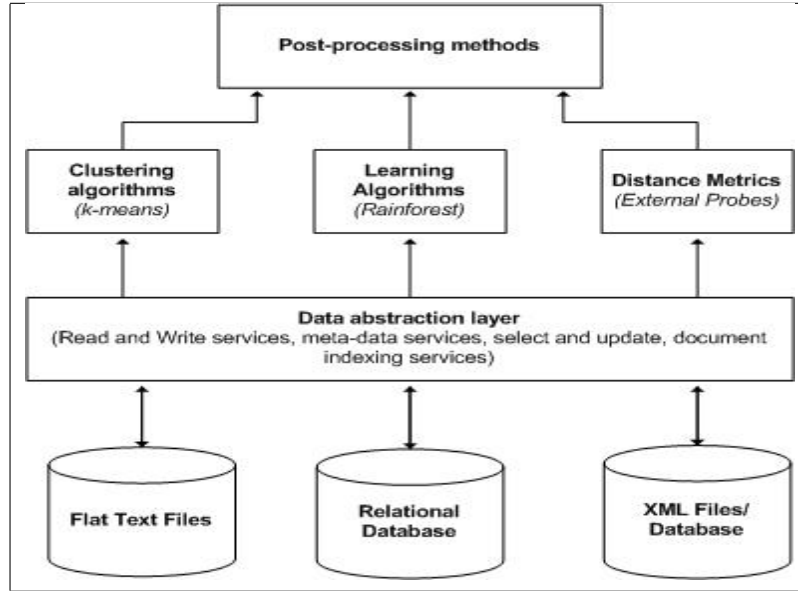 Post-processing methods
Clustering
algorithms
(k-means)
Learning
Algorithms
(Rainforest)
Distance Metrics
(External Probes)
Data abstraction layer
(Read and Write services, meta-data services, select and update, document
indexing services)
Flat Text Files
Relational
Database
XML Files/
Database